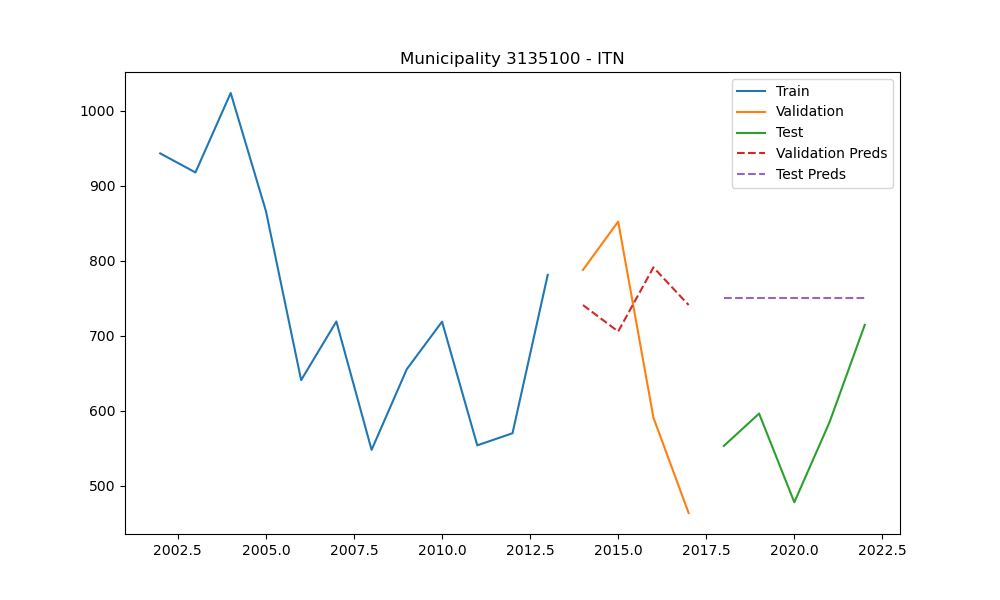 Municipality 3135100 - ITN
Train
Validation
Test
Validation Preds
Test Preds
1000
900
800
700
600
500
2002.5 2005.0 2007.5 2010.0 2012.5 2015.0 2017.5 2020.0 2022.5